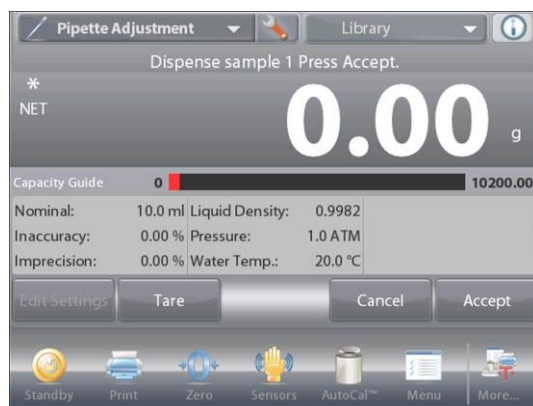 Pipette Adjustment Library
Dispense sample 1 Press Accept.
*
NET
0.00 g
Capacity Guide 0 10200.00
Nominal: 10.0 ml Liquid Density: 0.9982
Inaccuracy: 0.00 % Pressure: 1.0 ATM
Imprecision: 0.00 % Water Temp.: 20.0 °C
Edit Settings Tare Cancel Accept
Standby Print Zero Sensors AutoCal™ Menu More...